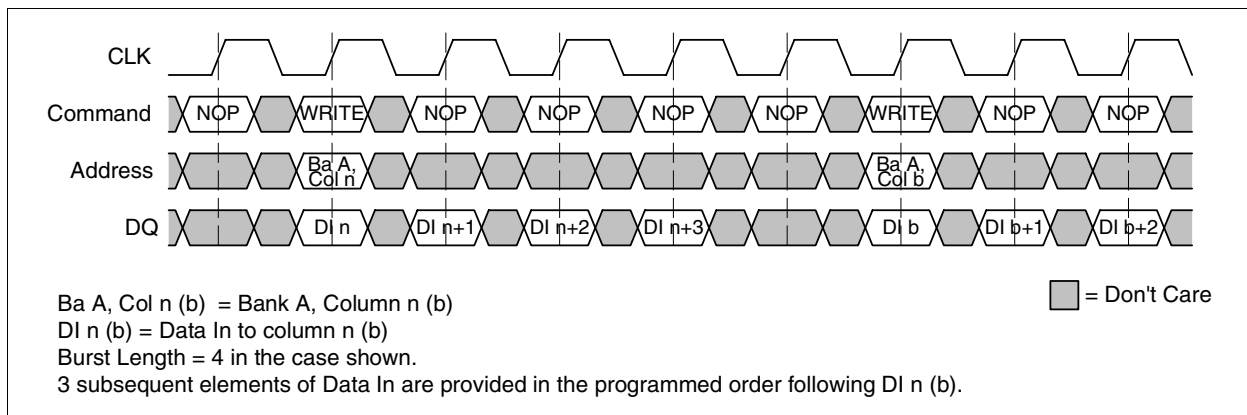 CLK
Command NOP WRITE NOP NOP NOP NOP WRITE NOP NOP
Address Ba A, Col n Ba A, Col b
DQ DI n DI n+1 DI n+2 DI n+3 DI b DI b+1 DI b+2
Ba A, Col n (b) = Bank A, Column n (b)
= Don't Care
DI n (b) = Data In to column n (b)
Burst Length = 4 in the case shown.
3 subsequent elements of Data In are provided in the programmed order following DI n (b).